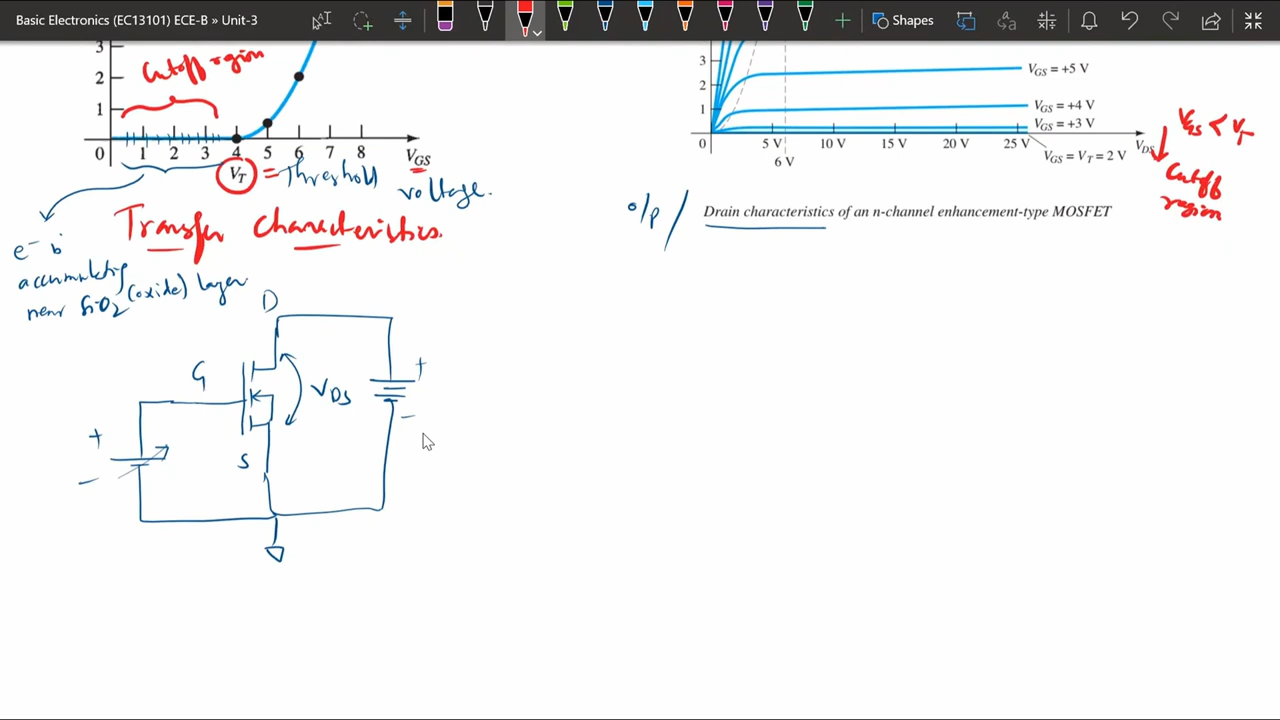 Basic Electronics (EC13101) ECE-B » Unit-3
Shapes
3
2
1
0 1 2 3 4 5 6 7 8 VGS
Cutoff region
VT = Threshold
voltage.
Transfer Characteristics.
e⁻ is
accumulating
near SiO2 (oxide) layer
D
G
S
VDS
+
-
+
-
3
2
1
0 5 V 10 V 15 V 20 V 25 V VDS
6 V
VGS = +5 V
VGS = +4 V
VGS = +3 V
VGS = VT = 2 V
VGS < VT
Cutoff
region
o/p /
Drain characteristics of an n-channel enhancement-type MOSFET